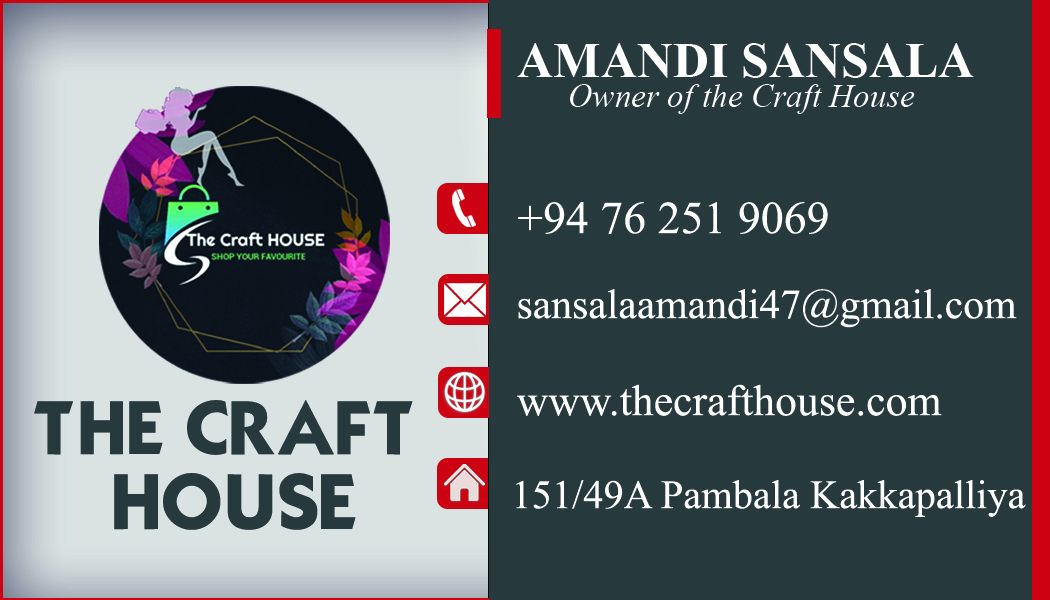 The Craft HOUSE
SHOP YOUR FAVOURITE
THE CRAFT
HOUSE
AMANDI SANSALA
Owner of the Craft House
+94 76 251 9069
sansalaamandi47@gmail.com
www.thecrafthouse.com
151/49A Pambala Kakkapalliya